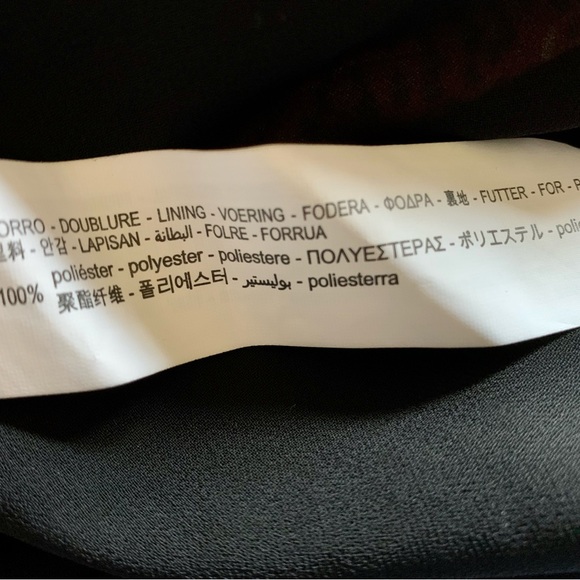 ORRO - DOUBLURE - LINING - VOERING - FODERA - ΦΟΔΡΑ - 裏地 - FUTTER - FOR - P
里料 - 안감 - LAPISAN - البطانة - FOLRE - FORRUA
100% poliéster - polyester - poliestere - ΠΟΛΥΕΣΤΕΡΑΣ - ポリエステル - polie
聚酯纤维 - 폴리에스터 - بوليستير - poliesterra